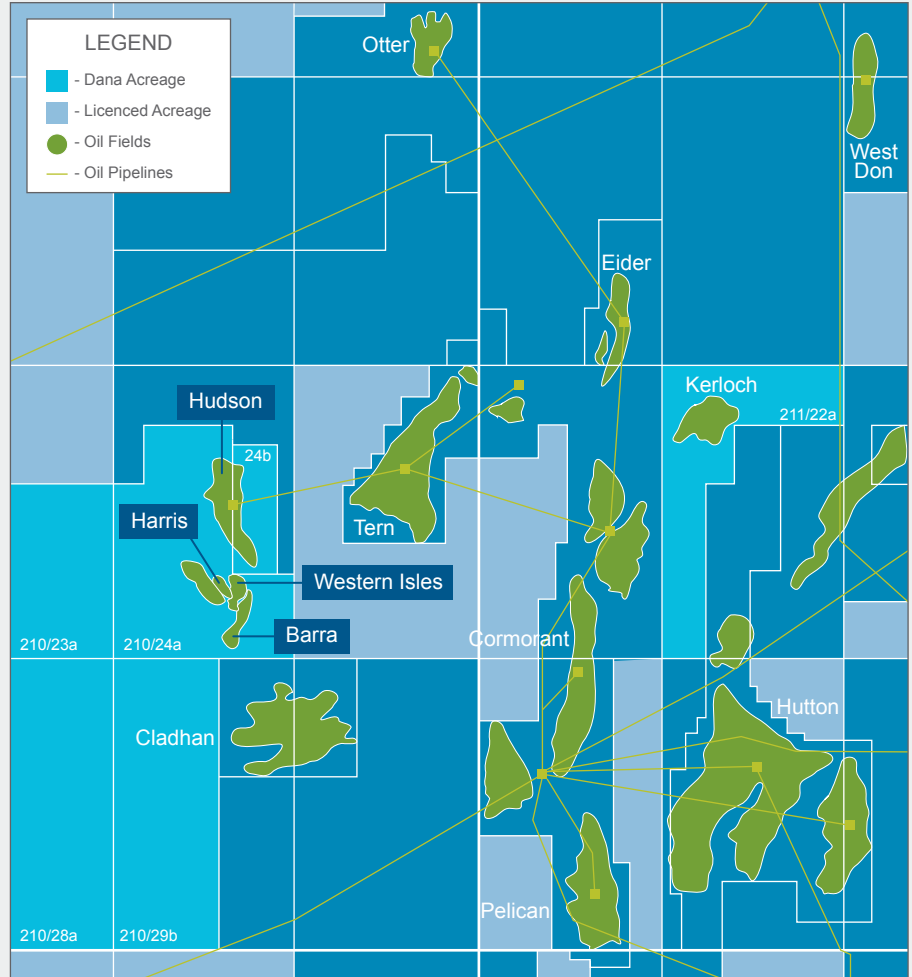 LEGEND
- Dana Acreage
- Licenced Acreage
- Oil Fields
- Oil Pipelines
Otter
West
Don
Eider
Kerloch
211/22a
Hudson
24b
Harris
Tern
Western Isles
Barra
Cormorant
210/23a
210/24a
Hutton
Cladhan
Pelican
210/28a
210/29b